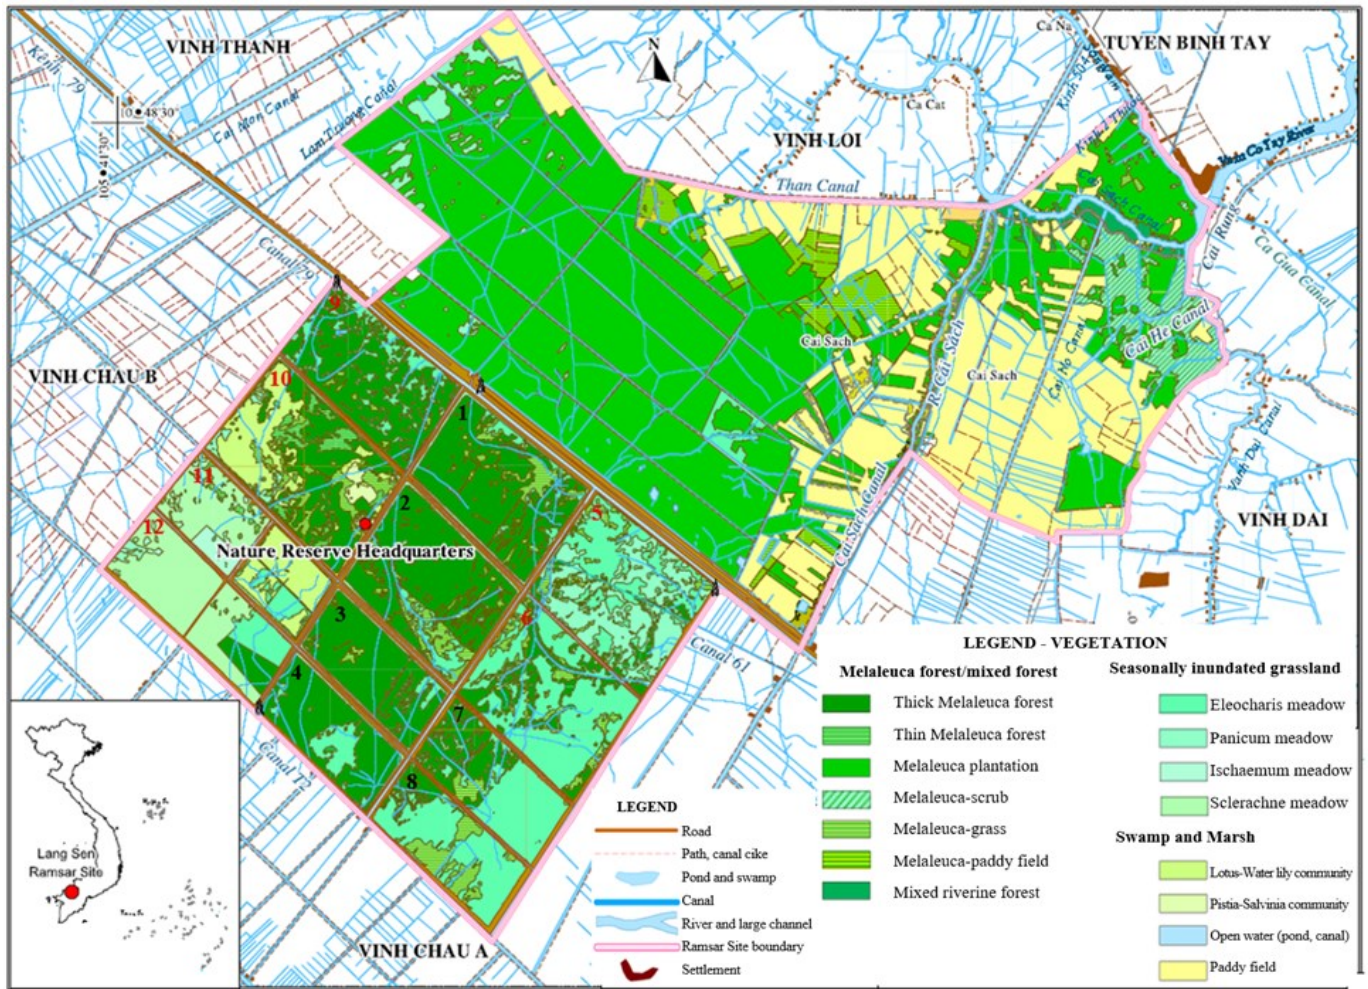 VINH THANH
TUYEN BINH TAY
VINH LOI
VINH CHAU B
VINH CHAU A
VINH DAI
N
Kênh 79
Cai Mon Canal
Lam Truong Canal
105°41'30"
Ca Na
Ca Cat
Than Canal
Vam Co Tay River
Cai Rung
Ca Gua Canal
Canal 79
Cai Sach
R. Cai Sach
Cai Sach
Cai No Canal
Cai He Canal
Cai Sach Canal
Canal 61
Canal T2
9
10
11
12
1
2
3
4
5
6
7
8
Nature Reserve Headquarters
Lang Sen
Ramsar Site
LEGEND
Road
Path, canal cike
Pond and swamp
Canal
River and large channel
Ramsar Site boundary
Settlement
LEGEND - VEGETATION
Melaleuca forest/mixed forest
Thick Melaleuca forest
Thin Melaleuca forest
Melaleuca plantation
Melaleuca-scrub
Melaleuca-grass
Melaleuca-paddy field
Mixed riverine forest
Seasonally inundated grassland
Eleocharis meadow
Panicum meadow
Ischaemum meadow
Sclerachne meadow
Swamp and Marsh
Lotus-Water lily community
Pistia-Salvinia community
Open water (pond, canal)
Paddy field